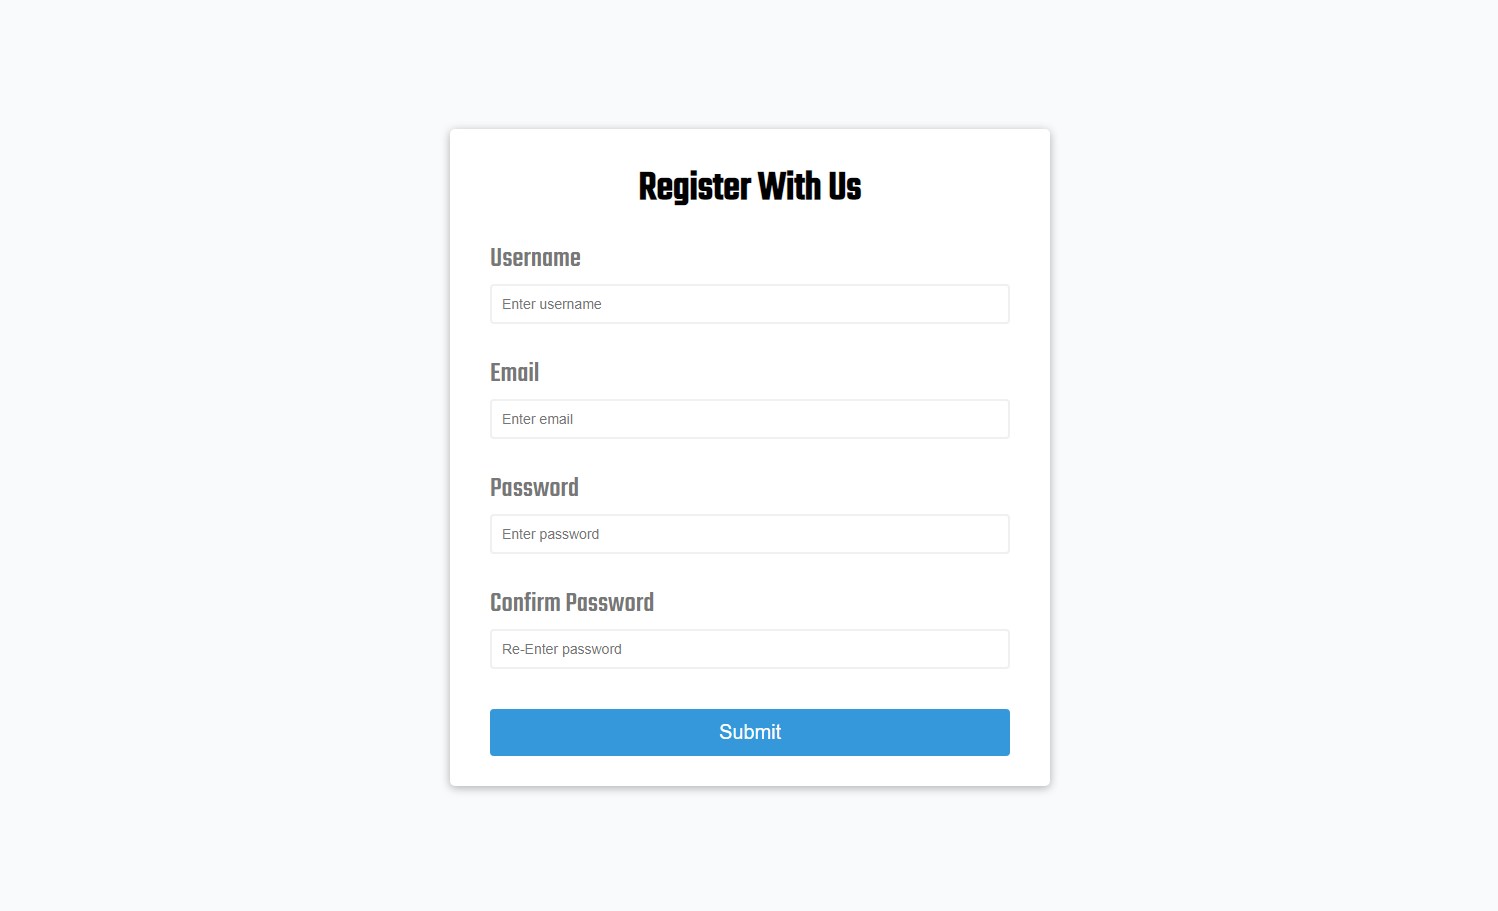 Register With Us
Username
Enter username
Email
Enter email
Password
Enter password
Confirm Password
Re-Enter password
Submit